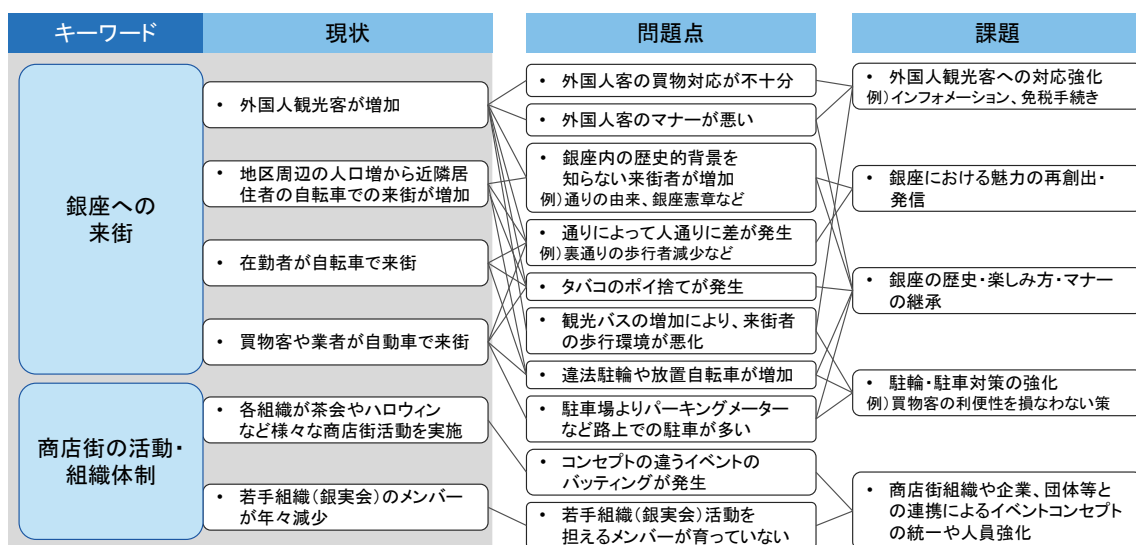 キーワード
現状
問題点
課題
銀座への
来街
商店街の活動・
組織体制
• 外国人観光客が増加
• 地区周辺の人口増から近隣居
住者の自転車での来街が増加
• 在勤者が自転車で来街
• 買物客や業者が自動車で来街
• 各組織が茶会やハロウィン
など様々な商店街活動を実施
• 若手組織(銀実会)のメンバー
が年々減少
• 外国人客の買物対応が不十分
• 外国人客のマナーが悪い
• 銀座内の歴史的背景を
知らない来街者が増加
例)通りの由来、銀座憲章など
• 通りによって人通りに差が発生
例)裏通りの歩行者減少など
• タバコのポイ捨てが発生
• 観光バスの増加により、来街者
の歩行環境が悪化
• 違法駐輪や放置自転車が増加
• 駐車場よりパーキングメーター
など路上での駐車が多い
• コンセプトの違うイベントの
バッティングが発生
• 若手組織(銀実会)活動を
担えるメンバーが育っていない
• 外国人観光客への対応強化
例)インフォメーション、免税手続き
• 銀座における魅力の再創出・
発信
• 銀座の歴史・楽しみ方・マナー
の継承
• 駐輪・駐車対策の強化
例)買物客の利便性を損なわない策
• 商店街組織や企業、団体等と
の連携によるイベントコンセプト
の統一や人員強化